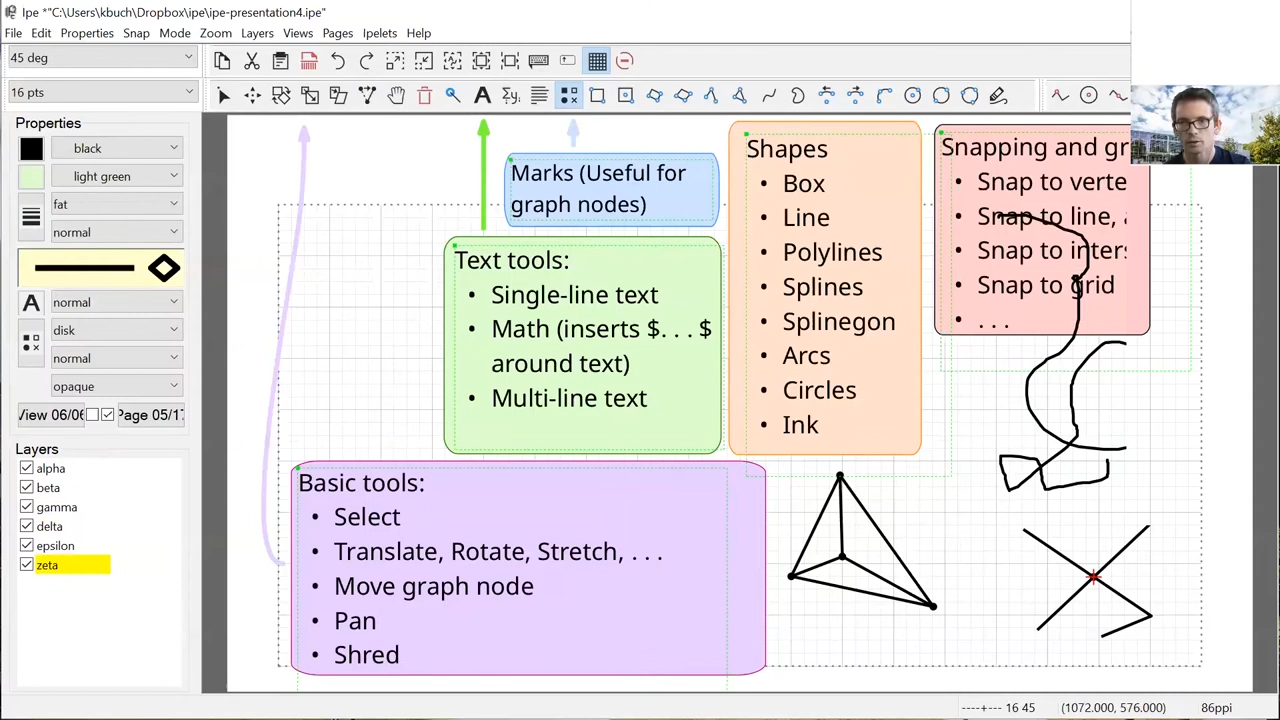 Ipe *"C:\Users\kbuch\Dropbox\ipe\ipe-presentation4.ipe"
File Edit Properties Snap Mode Zoom Layers Views Pages Ipelets Help
45 deg
16 pts
Properties
black
light green
fat
normal
normal
disk
normal
opaque
View 06/06
Page 05/17
Layers
alpha
beta
gamma
delta
epsilon
zeta
Marks (Useful for
graph nodes)
Text tools:
• Single-line text
• Math (inserts $. . . $
around text)
• Multi-line text
Basic tools:
• Select
• Translate, Rotate, Stretch, . . .
• Move graph node
• Pan
• Shred
Shapes
• Box
• Line
• Polylines
• Splines
• Splinegon
• Arcs
• Circles
• Ink
Snapping and gr
• Snap to verte
• Snap to line,
• Snap to inters
• Snap to grid
• . . .
----+--- 16 45 (1072.000, 576.000) 86ppi